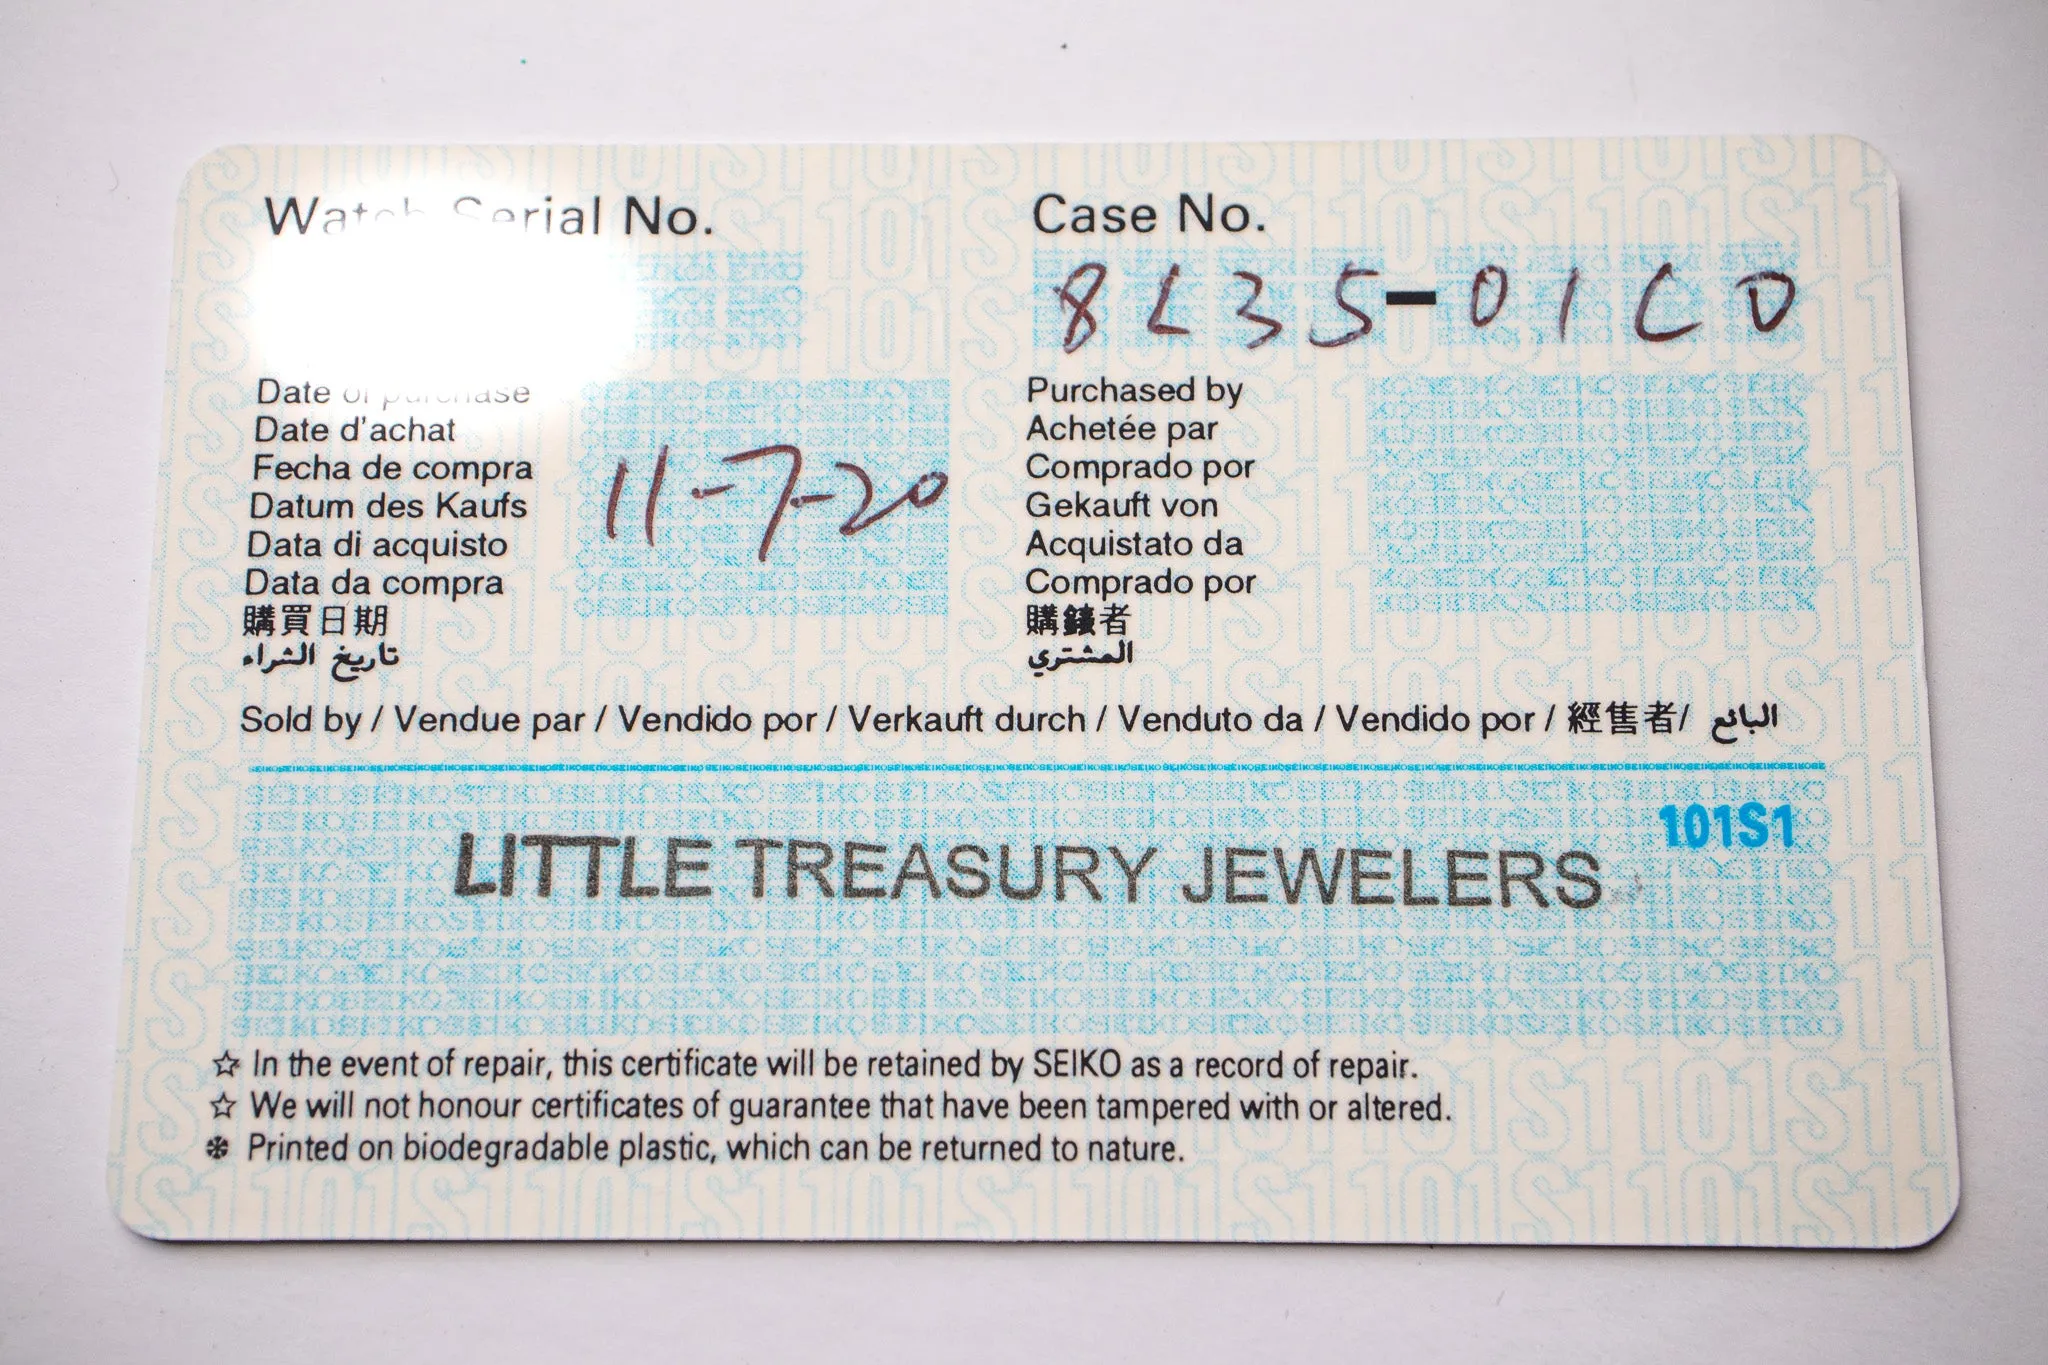 Watch Serial No.
Case No.
8L35-01C0
Date of purchase
Date d'achat
Fecha de compra
Datum des Kaufs
Data di acquisto
Data da compra
購買日期
تاريخ الشراء
11-7-20
Purchased by
Achetée par
Comprado por
Gekauft von
Acquistato da
Comprado por
المشتري
Sold by / Vendue par / Vendido por / Verkauft durch / Venduto da / Vendido por / 經售者/ البائع
101S1
LITTLE TREASURY JEWELERS
☆ In the event of repair, this certificate will be retained by SEIKO as a record of repair.
☆ We will not honour certificates of guarantee that have been tampered with or altered.
✽ Printed on biodegradable plastic, which can be returned to nature.